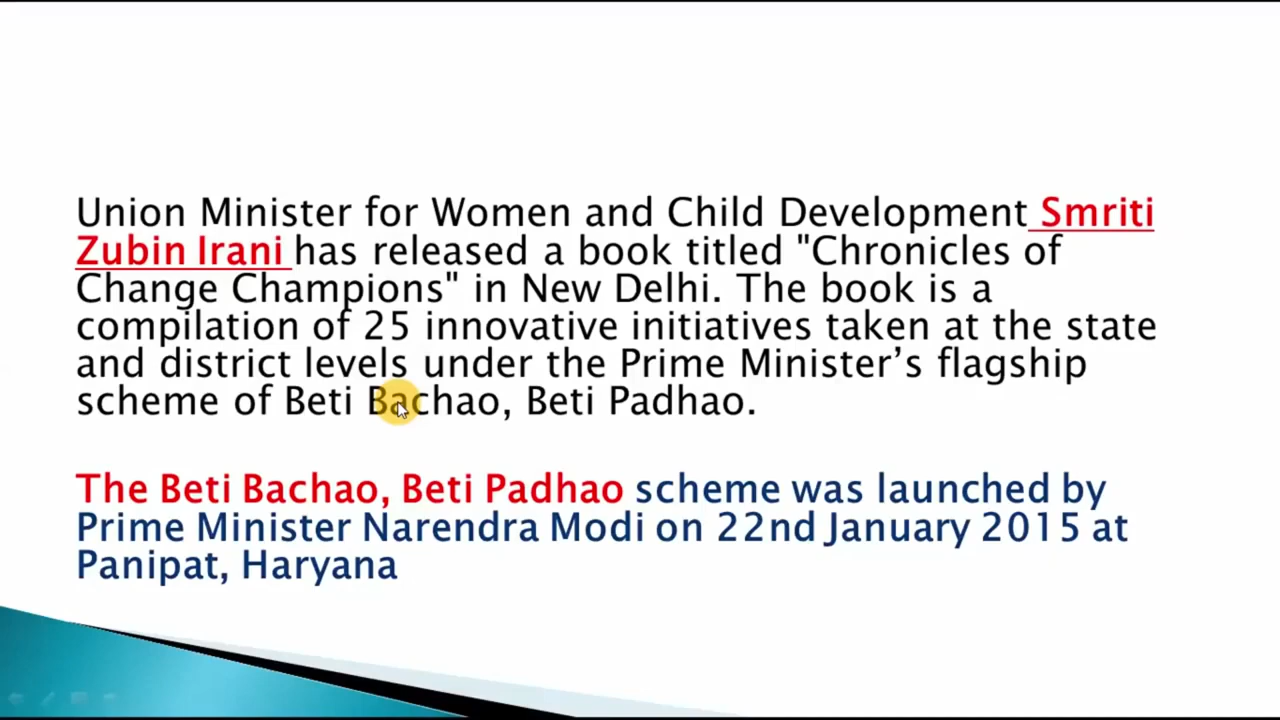 Union Minister for Women and Child Development Smriti
Zubin Irani has released a book titled "Chronicles of
Change Champions" in New Delhi. The book is a
compilation of 25 innovative initiatives taken at the state
and district levels under the Prime Minister’s flagship
scheme of Beti Bachao, Beti Padhao.
The Beti Bachao, Beti Padhao scheme was launched by
Prime Minister Narendra Modi on 22nd January 2015 at
Panipat, Haryana